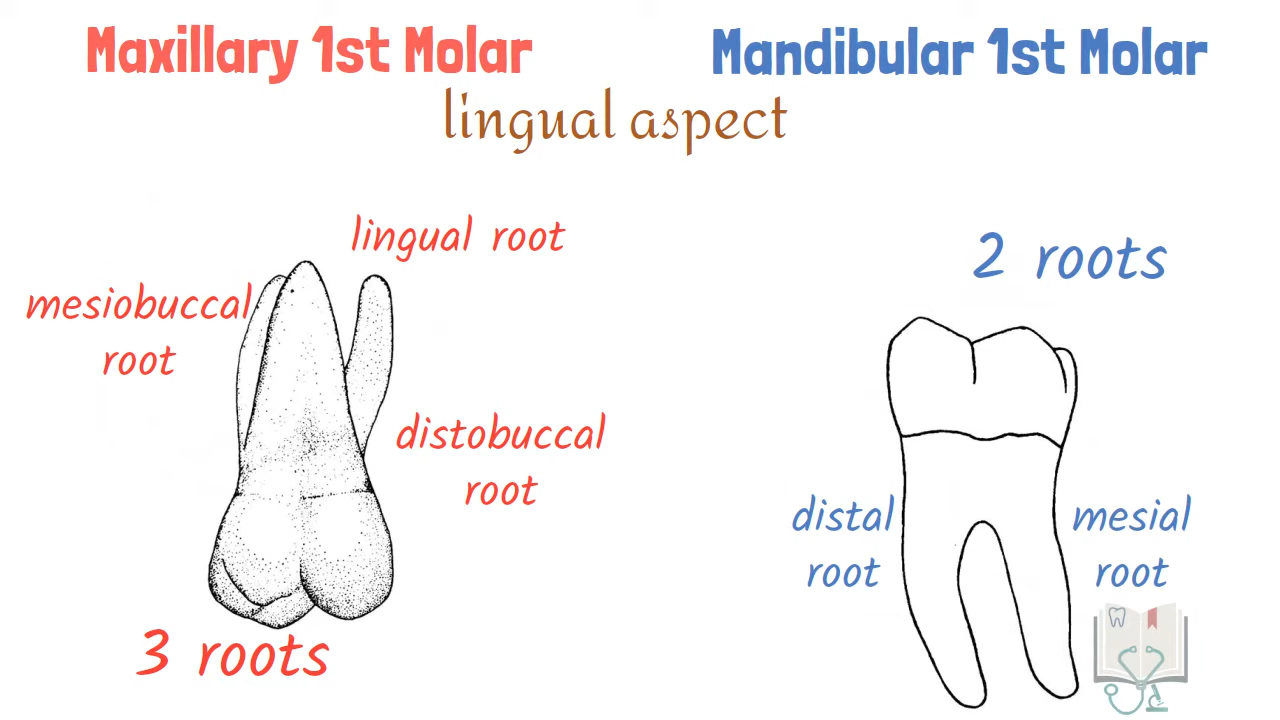 Maxillary 1st Molar
Mandibular 1st Molar
lingual aspect
lingual root
mesiobuccal
root
distobuccal
root
3 roots
2 roots
distal
root
mesial
root